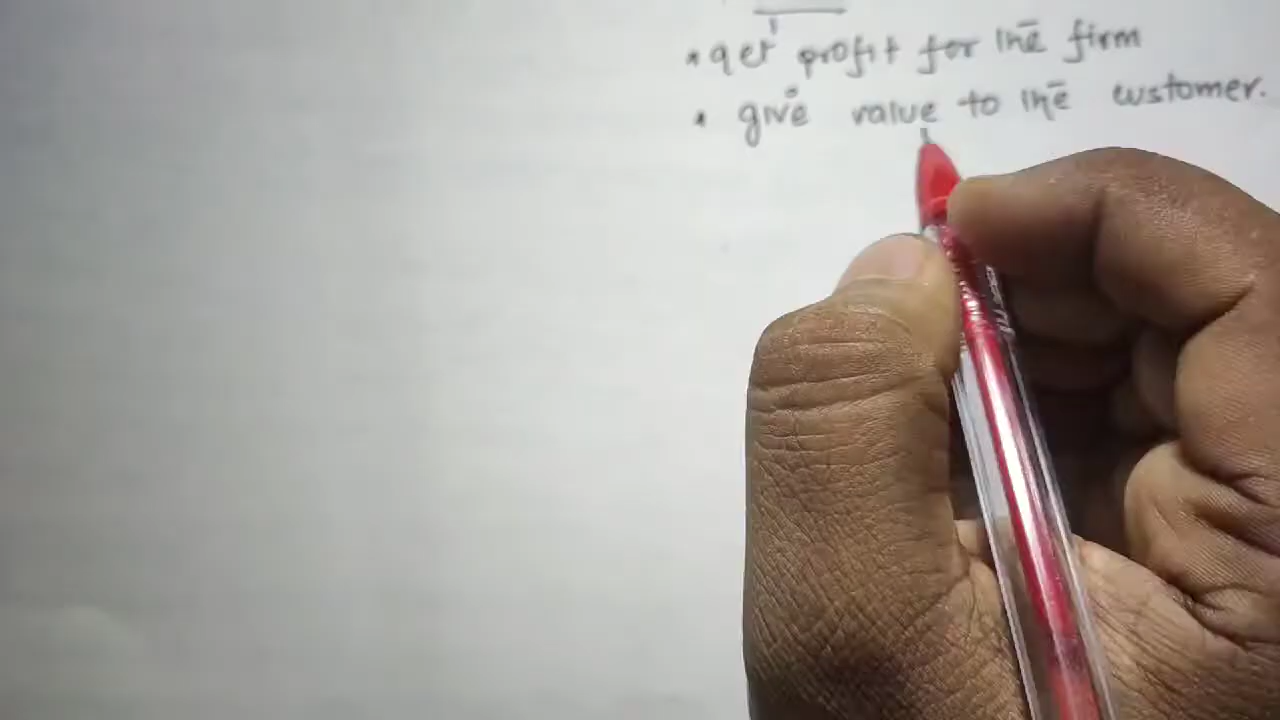 • get profit for the firm
• give value to the customer.